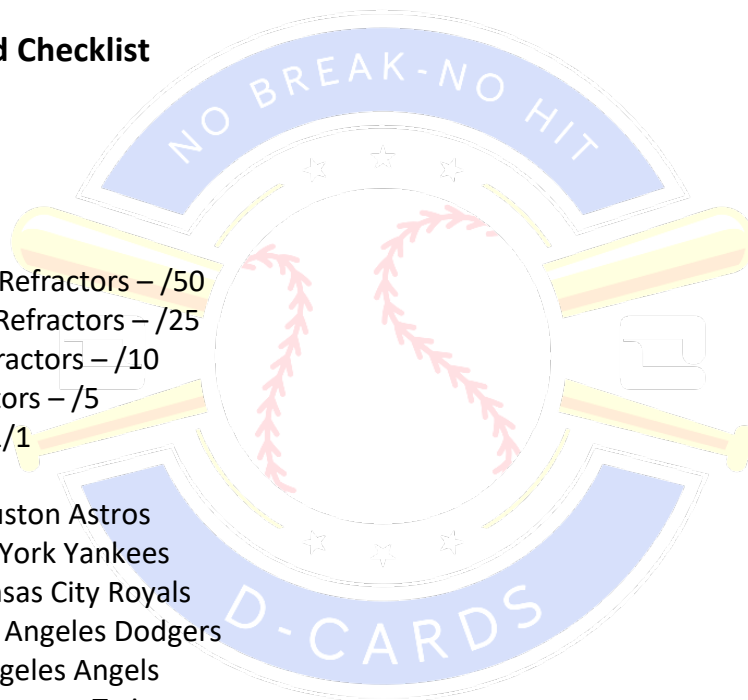 d Checklist
NO BREAK-NO HIT
Refractors – /50
Refractors – /25
ractors – /10
tors – /5
/1
uston Astros
York Yankees
nsas City Royals
Angeles Dodgers
geles Angels
D-CARDS